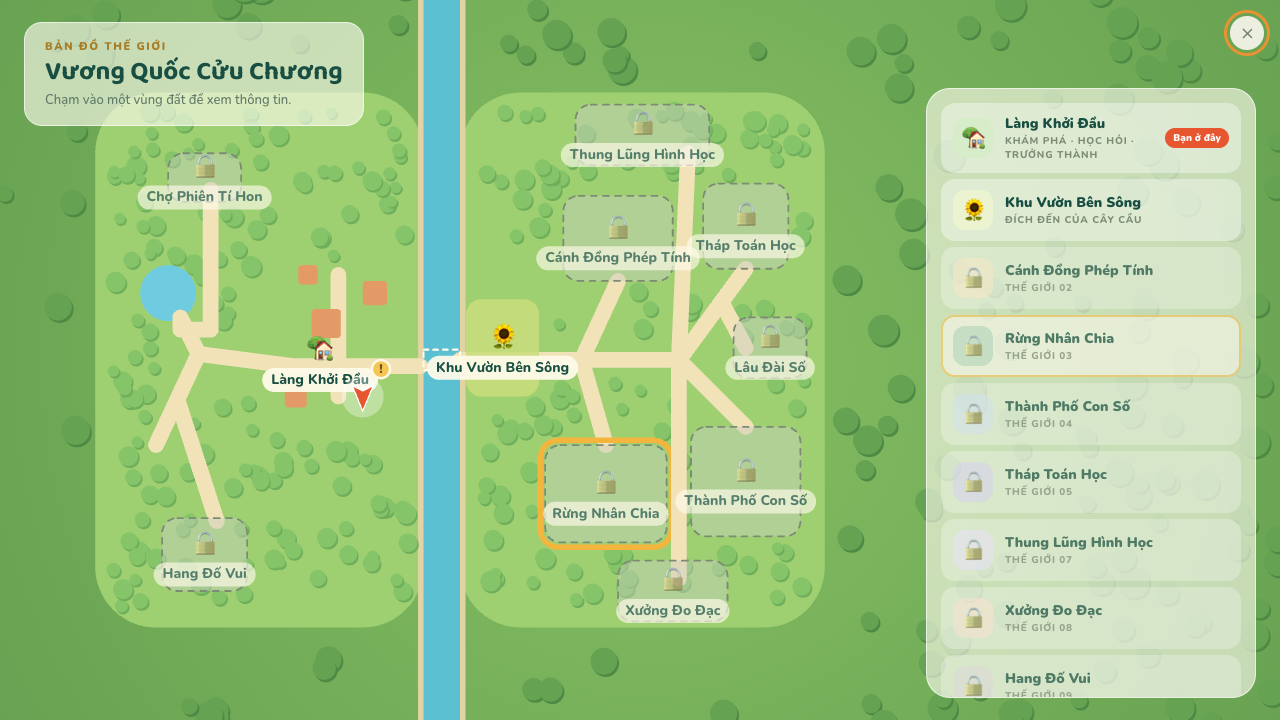 BẢN ĐỒ THẾ GIỚI
Vương Quốc Cửu Chương
Chạm vào một vùng đất để xem thông tin.
Chợ Phiên Tí Hon
Thung Lũng Hình Học
Cánh Đồng Phép Tính
Tháp Toán Học
Làng Khởi Đầu
!
Khu Vườn Bên Sông
Lâu Đài Số
Rừng Nhân Chia
Thành Phố Con Số
Hang Đố Vui
Xưởng Đo Đạc
Làng Khởi Đầu
KHÁM PHÁ · HỌC HỎI ·
TRƯỞNG THÀNH
Bạn ở đây
Khu Vườn Bên Sông
ĐÍCH ĐẾN CỦA CÂY CẦU
Cánh Đồng Phép Tính
THẾ GIỚI 02
Rừng Nhân Chia
THẾ GIỚI 03
Thành Phố Con Số
THẾ GIỚI 04
Tháp Toán Học
THẾ GIỚI 05
Thung Lũng Hình Học
THẾ GIỚI 07
Xưởng Đo Đạc
THẾ GIỚI 08
Hang Đố Vui
THẾ GIỚI 09